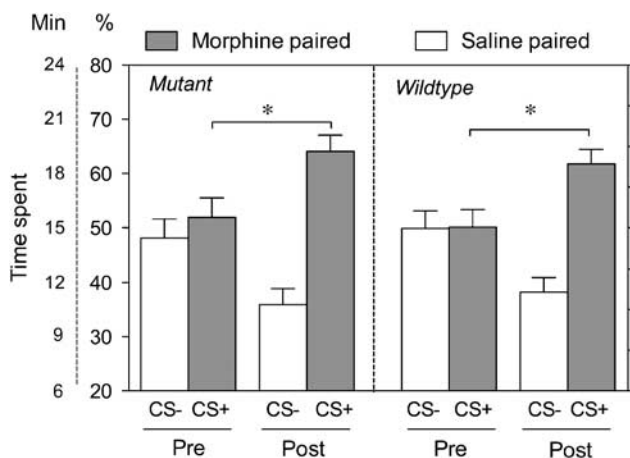 Min % Morphine paired Saline paired
24 80 Mutant Wildtype
21 70 * *
18 60
15 50
12 40
9 30
6 20
Time spent
CS- CS+ CS- CS+ CS- CS+ CS- CS+
Pre Post Pre Post